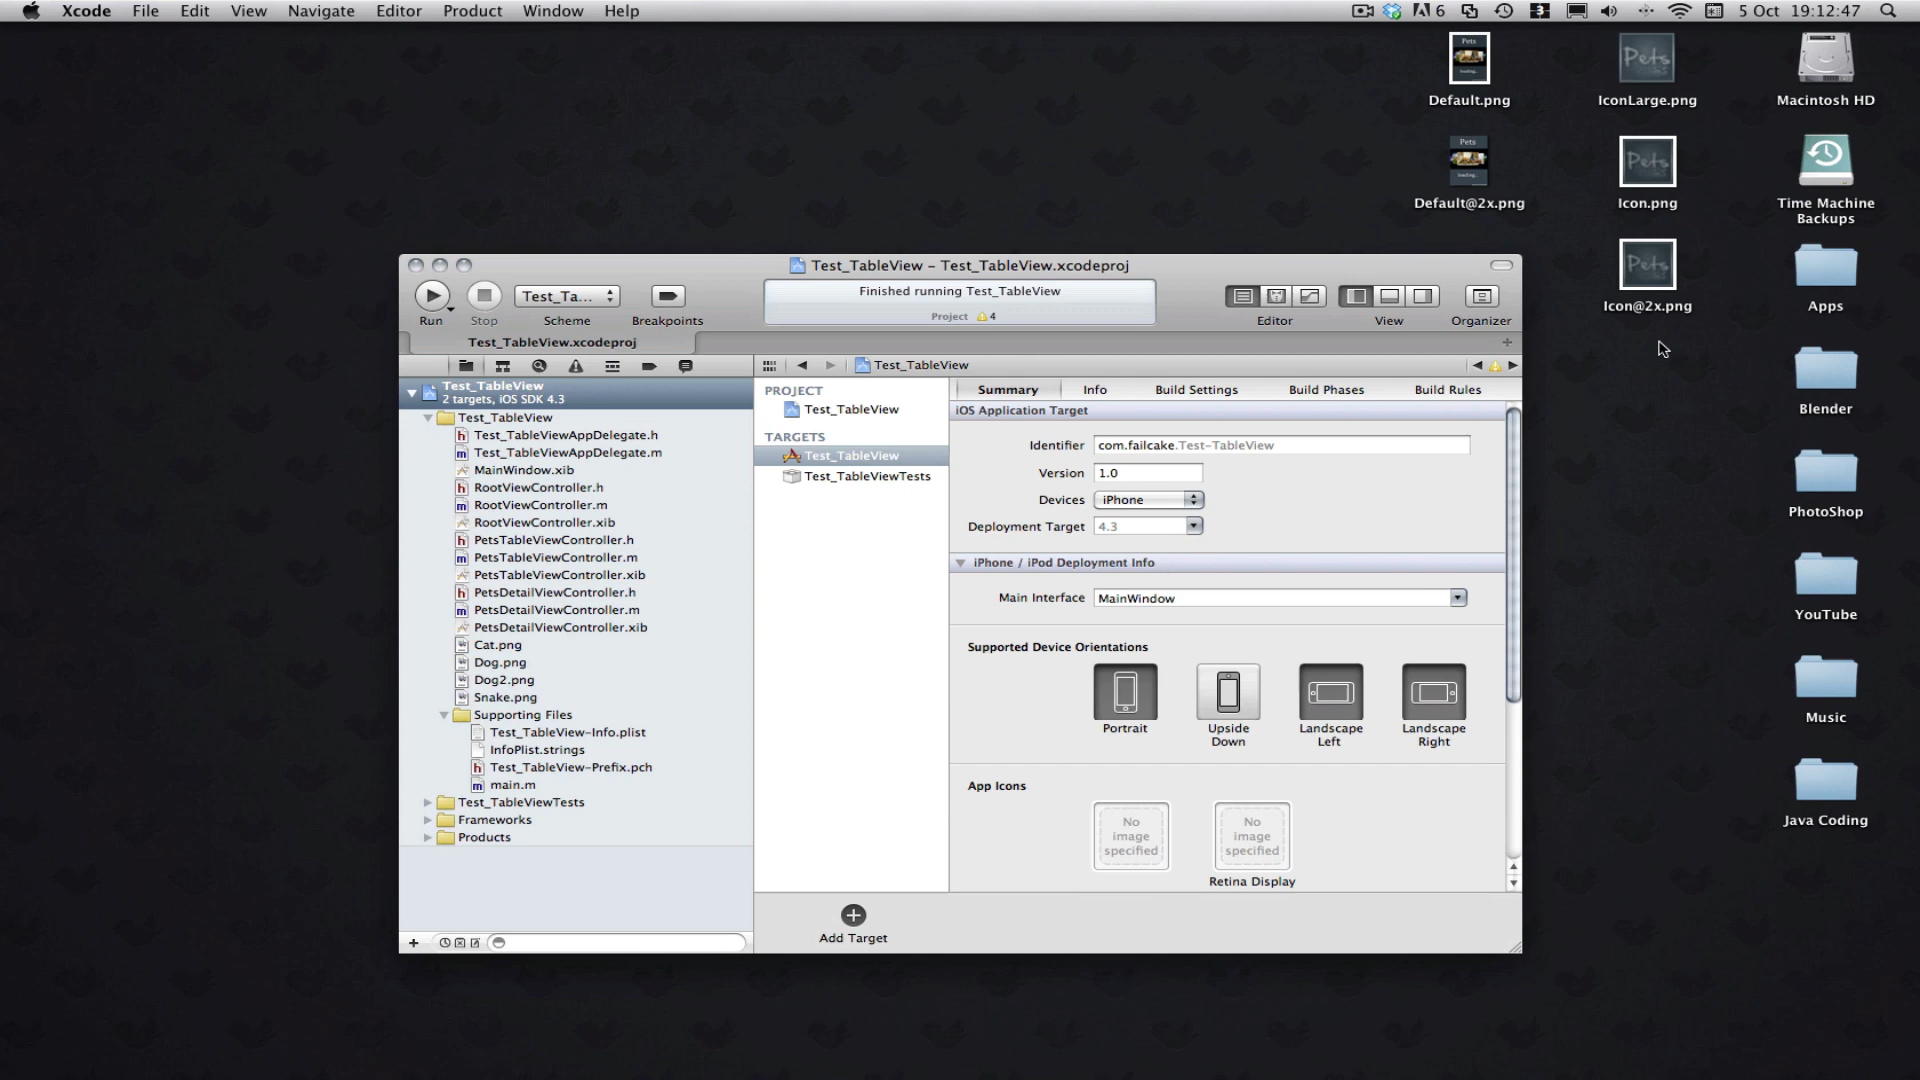 Xcode File Edit View Navigate Editor Product Window Help
6
5 Oct 19:12:47
Default.png
IconLarge.png
Macintosh HD
Default@2x.png
Icon.png
Time Machine
Backups
Icon@2x.png
Apps
Blender
PhotoShop
YouTube
Music
Java Coding
Pets
loading...
Pets
loading...
Pets
Pets
Pets
Test_TableView – Test_TableView.xcodeproj
Run
Stop
Test_Ta...
Scheme
Breakpoints
Finished running Test_TableView
Project 4
Editor
View
Organizer
Test_TableView.xcodeproj
Test_TableView
2 targets, iOS SDK 4.3
Test_TableView
Test_TableViewAppDelegate.h
Test_TableViewAppDelegate.m
MainWindow.xib
RootViewController.h
RootViewController.m
RootViewController.xib
PetsTableViewController.h
PetsTableViewController.m
PetsTableViewController.xib
PetsDetailViewController.h
PetsDetailViewController.m
PetsDetailViewController.xib
Cat.png
Dog.png
Dog2.png
Snake.png
Supporting Files
Test_TableView-Info.plist
InfoPlist.strings
Test_TableView-Prefix.pch
main.m
Test_TableViewTests
Frameworks
Products
Test_TableView
PROJECT
Test_TableView
TARGETS
Test_TableView
Test_TableViewTests
Add Target
Summary Info Build Settings Build Phases Build Rules
iOS Application Target
Identifier com.failcake.Test-TableView
Version 1.0
Devices iPhone
Deployment Target 4.3
iPhone / iPod Deployment Info
Main Interface MainWindow
Supported Device Orientations
Portrait
Upside
Down
Landscape
Left
Landscape
Right
App Icons
No
image
specified
No
image
specified
Retina Display